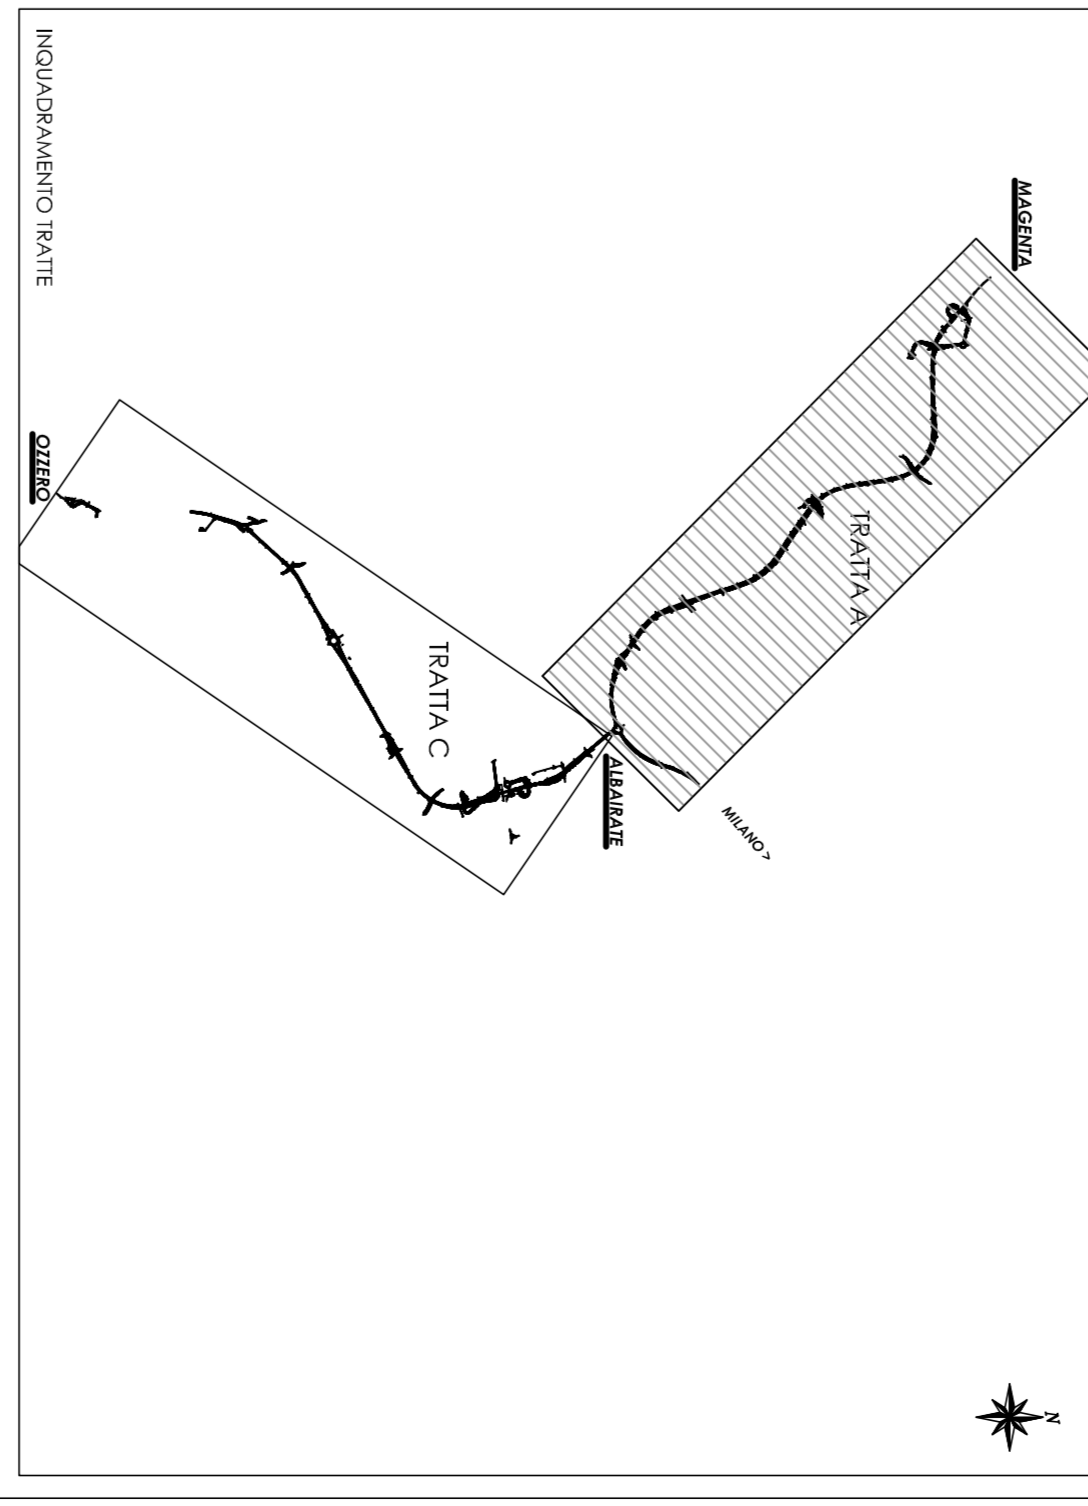 MAGENTA
TRATTA A
MILANO >
ALBAIRATE
TRATTA C
OZZERO
INQUADRAMENTO TRATTE
N